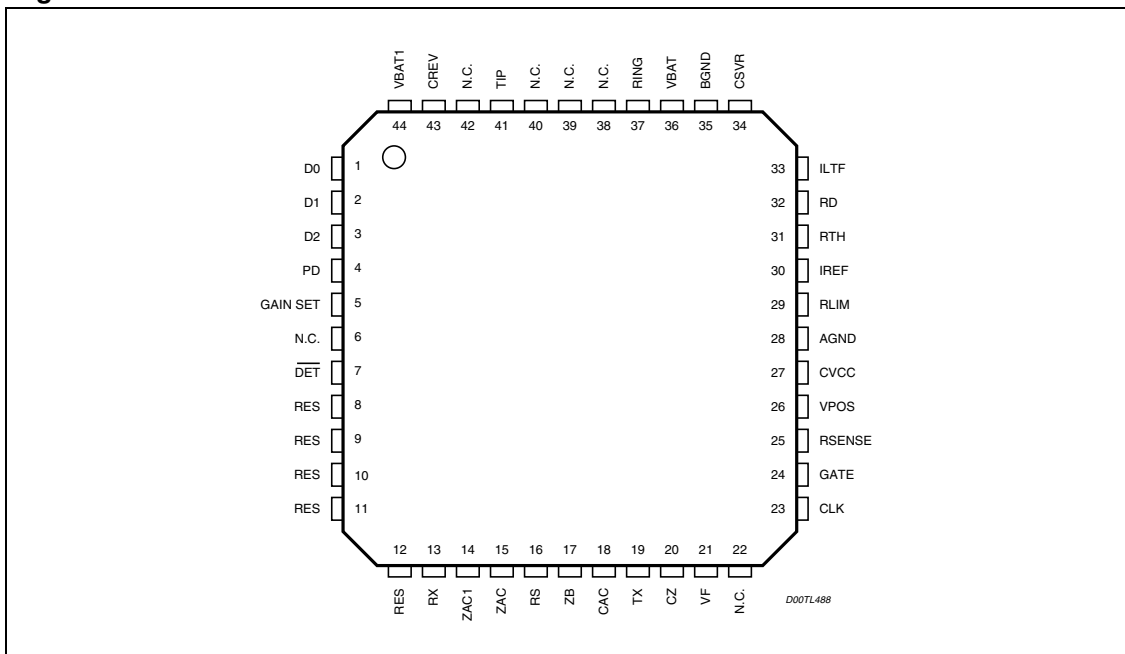 VBAT1
CREV
N.C.
TIP
N.C.
N.C.
N.C.
RING
VBAT
BGND
CSVR
44 43 42 41 40 39 38 37 36 35 34
D0 1
D1 2
D2 3
PD 4
GAIN SET 5
N.C. 6
DET 7
RES 8
RES 9
RES 10
RES 11
33 ILTF
32 RD
31 RTH
30 IREF
29 RLIM
28 AGND
27 CVCC
26 VPOS
25 RSENSE
24 GATE
23 CLK
12 13 14 15 16 17 18 19 20 21 22
RES
RX
ZAC1
ZAC
RS
ZB
CAC
TX
CZ
VF
N.C.
D00TL488